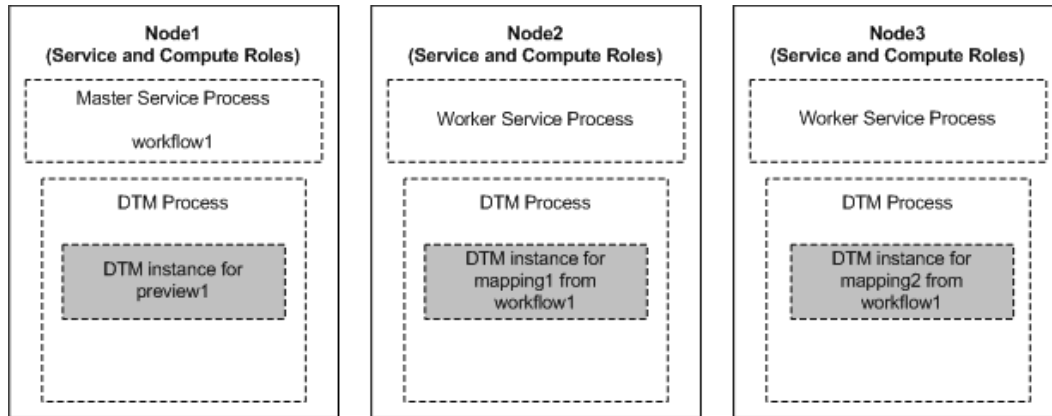 Node1
(Service and Compute Roles)
Master Service Process
workflow1
DTM Process
DTM instance for
preview1
Node2
(Service and Compute Roles)
Worker Service Process
DTM Process
DTM instance for
mapping1 from
workflow1
Node3
(Service and Compute Roles)
Worker Service Process
DTM Process
DTM instance for
mapping2 from
workflow1